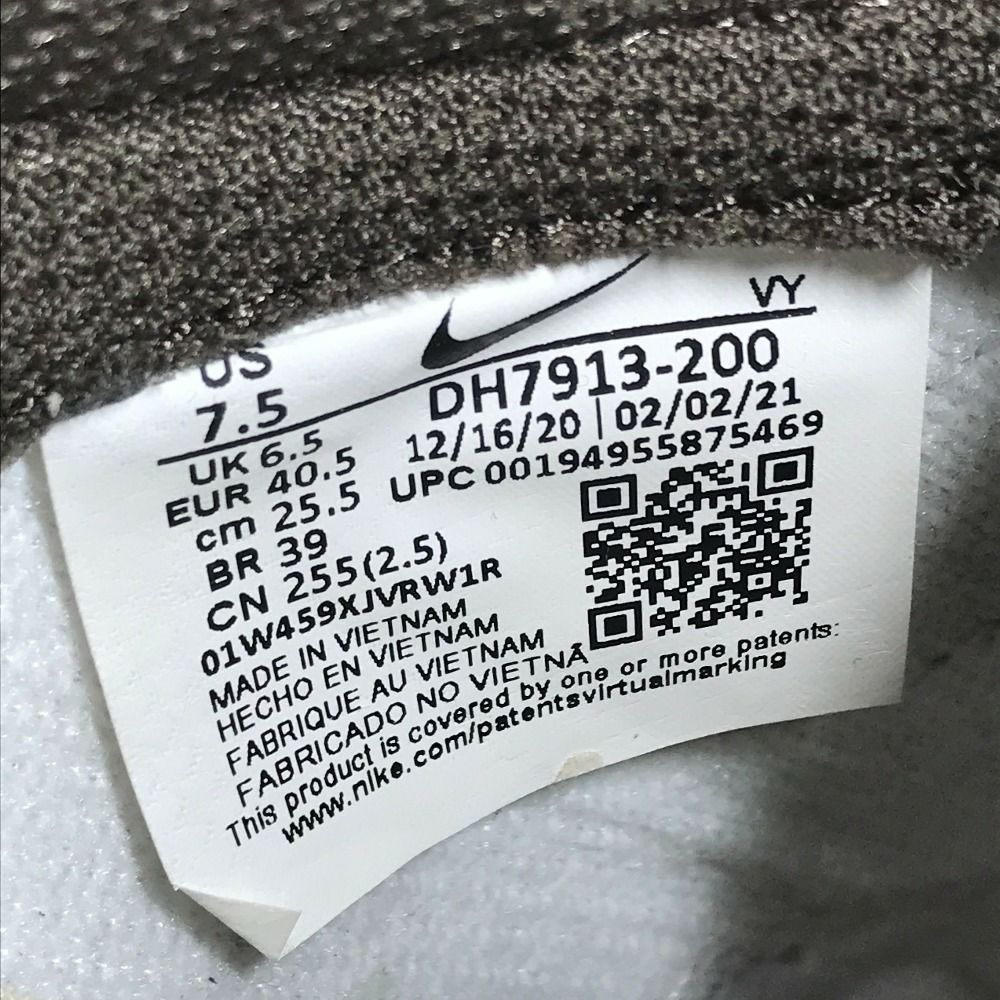 US
7.5
UK 6.5
EUR 40.5
cm 25.5
BR 39
CN 255(2.5)
VY
DH7913-200
12/16/20 | 02/02/21
UPC 00194955875469
01W459XJVRW1R
MADE IN VIETNAM
HECHO EN VIETNAM
FABRIQUE AU VIETNAM
FABRICADO NO VIETNÃ
This product is covered by one or more patents:
www.nike.com/patentsvirtualmarking